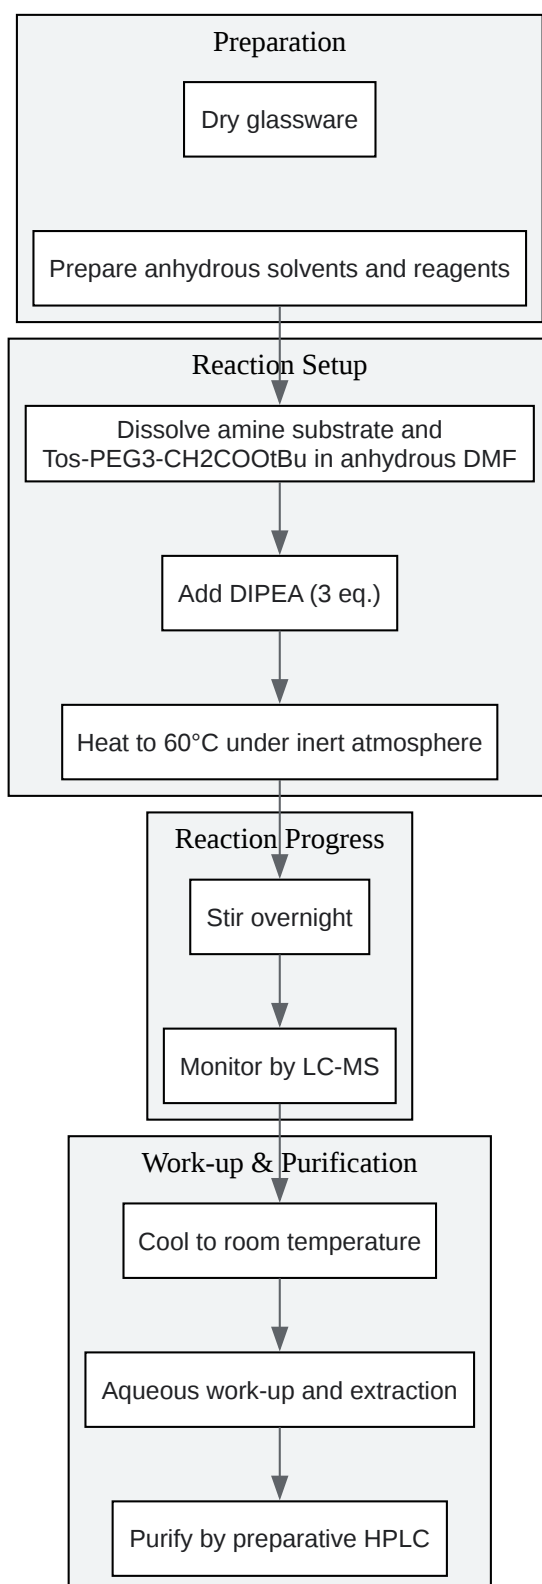 Preparation
Dry glassware
Prepare anhydrous solvents and reagents
Reaction Setup
Dissolve amine substrate and
Tos-PEG3-CH2COOtBu in anhydrous DMF
Add DIPEA (3 eq.)
Heat to 60°C under inert atmosphere
Reaction Progress
Stir overnight
Monitor by LC-MS
Work-up & Purification
Cool to room temperature
Aqueous work-up and extraction
Purify by preparative HPLC